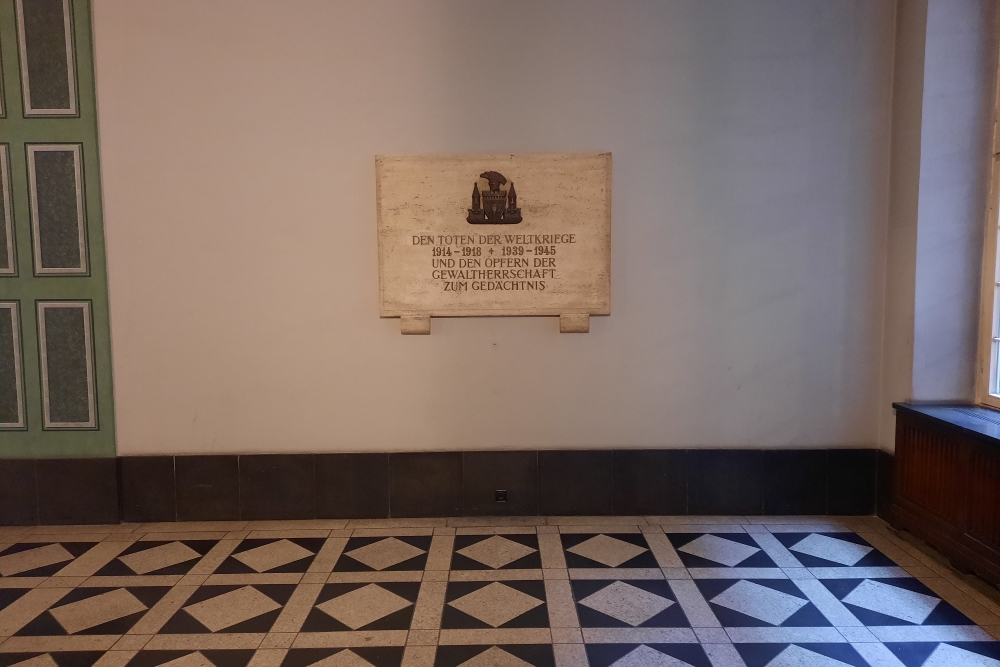 DEN TOTEN DER WELTKRIEGE
1914-1918 + 1939-1945
UND DEN OPFERN DER
GEWALTHERRSCHAFT
ZUM GEDÄCHTNIS